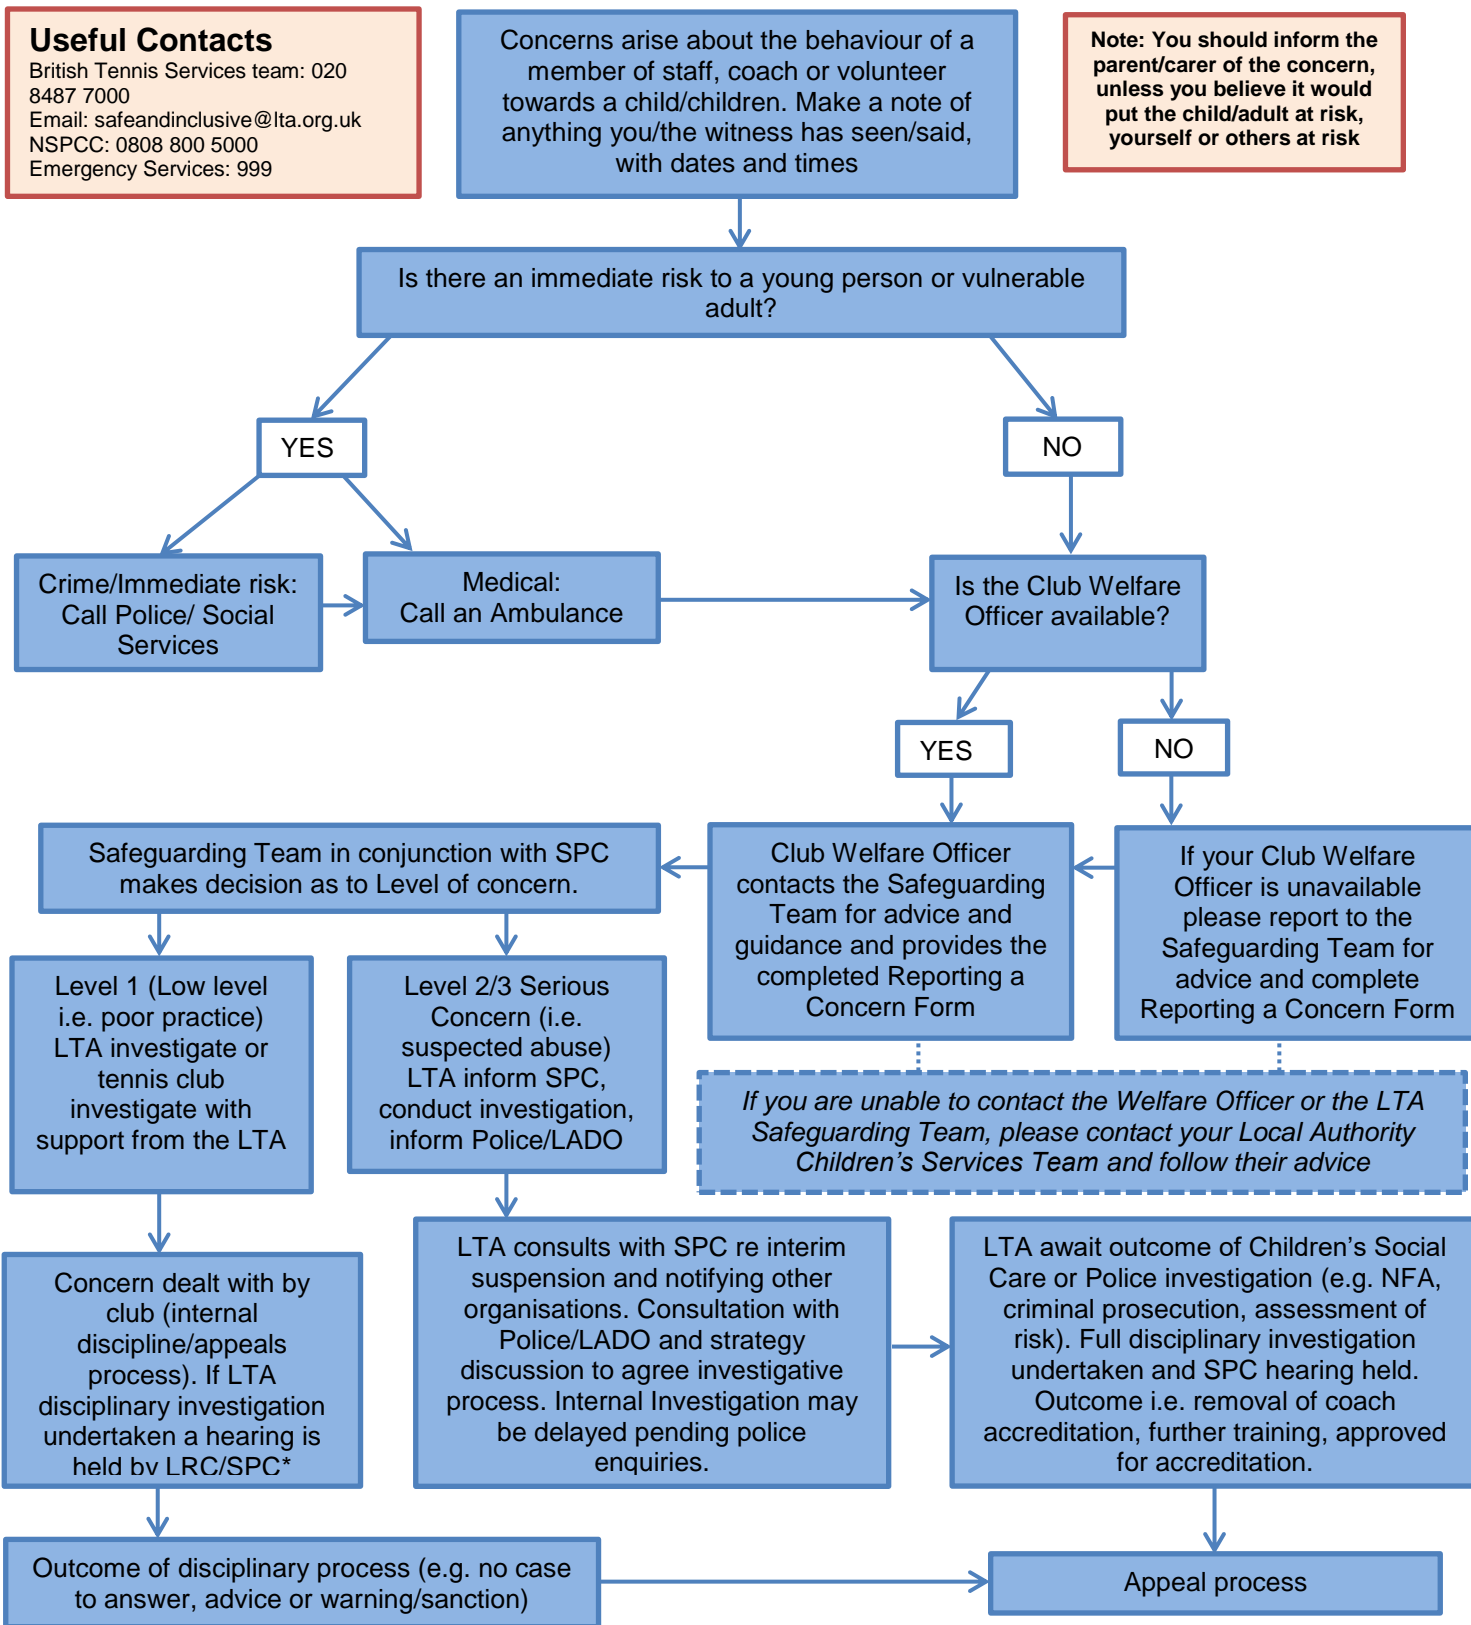 Useful Contacts
British Tennis Services team: 020
8487 7000
Email: safeandinclusive@lta.org.uk
NSPCC: 0808 800 5000
Emergency Services: 999
Concerns arise about the behaviour of a
member of staff, coach or volunteer
towards a child/children. Make a note of
anything you/the witness has seen/said,
with dates and times
Note: You should inform the
parent/carer of the concern,
unless you believe it would
put the child/adult at risk,
yourself or others at risk
Is there an immediate risk to a young person or vulnerable
adult?
YES
NO
Crime/Immediate risk:
Call Police/ Social
Services
Medical:
Call an Ambulance
Is the Club Welfare
Officer available?
YES
NO
Safeguarding Team in conjunction with SPC
makes decision as to Level of concern.
Club Welfare Officer
contacts the Safeguarding
Team for advice and
guidance and provides the
completed Reporting a
Concern Form
If your Club Welfare
Officer is unavailable
please report to the
Safeguarding Team for
advice and complete
Reporting a Concern Form
Level 1 (Low level
i.e. poor practice)
LTA investigate or
tennis club
investigate with
support from the LTA
Level 2/3 Serious
Concern (i.e.
suspected abuse)
LTA inform SPC,
conduct investigation,
inform Police/LADO
If you are unable to contact the Welfare Officer or the LTA
Safeguarding Team, please contact your Local Authority
Children’s Services Team and follow their advice
Concern dealt with by
club (internal
discipline/appeals
process). If LTA
disciplinary investigation
undertaken a hearing is
held by LRC/SPC*
LTA consults with SPC re interim
suspension and notifying other
organisations. Consultation with
Police/LADO and strategy
discussion to agree investigative
process. Internal Investigation may
be delayed pending police
enquiries.
LTA await outcome of Children’s Social
Care or Police investigation (e.g. NFA,
criminal prosecution, assessment of
risk). Full disciplinary investigation
undertaken and SPC hearing held.
Outcome i.e. removal of coach
accreditation, further training, approved
for accreditation.
Outcome of disciplinary process (e.g. no case
to answer, advice or warning/sanction)
Appeal process